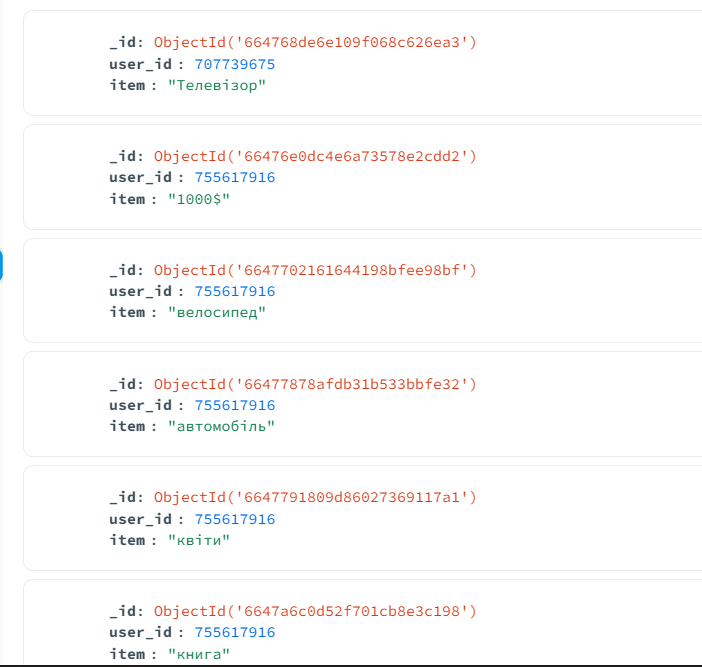 _id: ObjectId('664768de6e109f068c626ea3')
user_id : 707739675
item : "Телевізор"
_id: ObjectId('66476e0dc4e6a73578e2cdd2')
user_id : 755617916
item : "1000$"
_id: ObjectId('6647702161644198bfee98bf')
user_id : 755617916
item : "велосипед"
_id: ObjectId('66477878afdb31b533bbfe32')
user_id : 755617916
item : "автомобіль"
_id: ObjectId('6647791809d86027369117a1')
user_id : 755617916
item : "квіти"
_id: ObjectId('6647a6c0d52f701cb8e3c198')
user_id : 755617916
item : "книга"